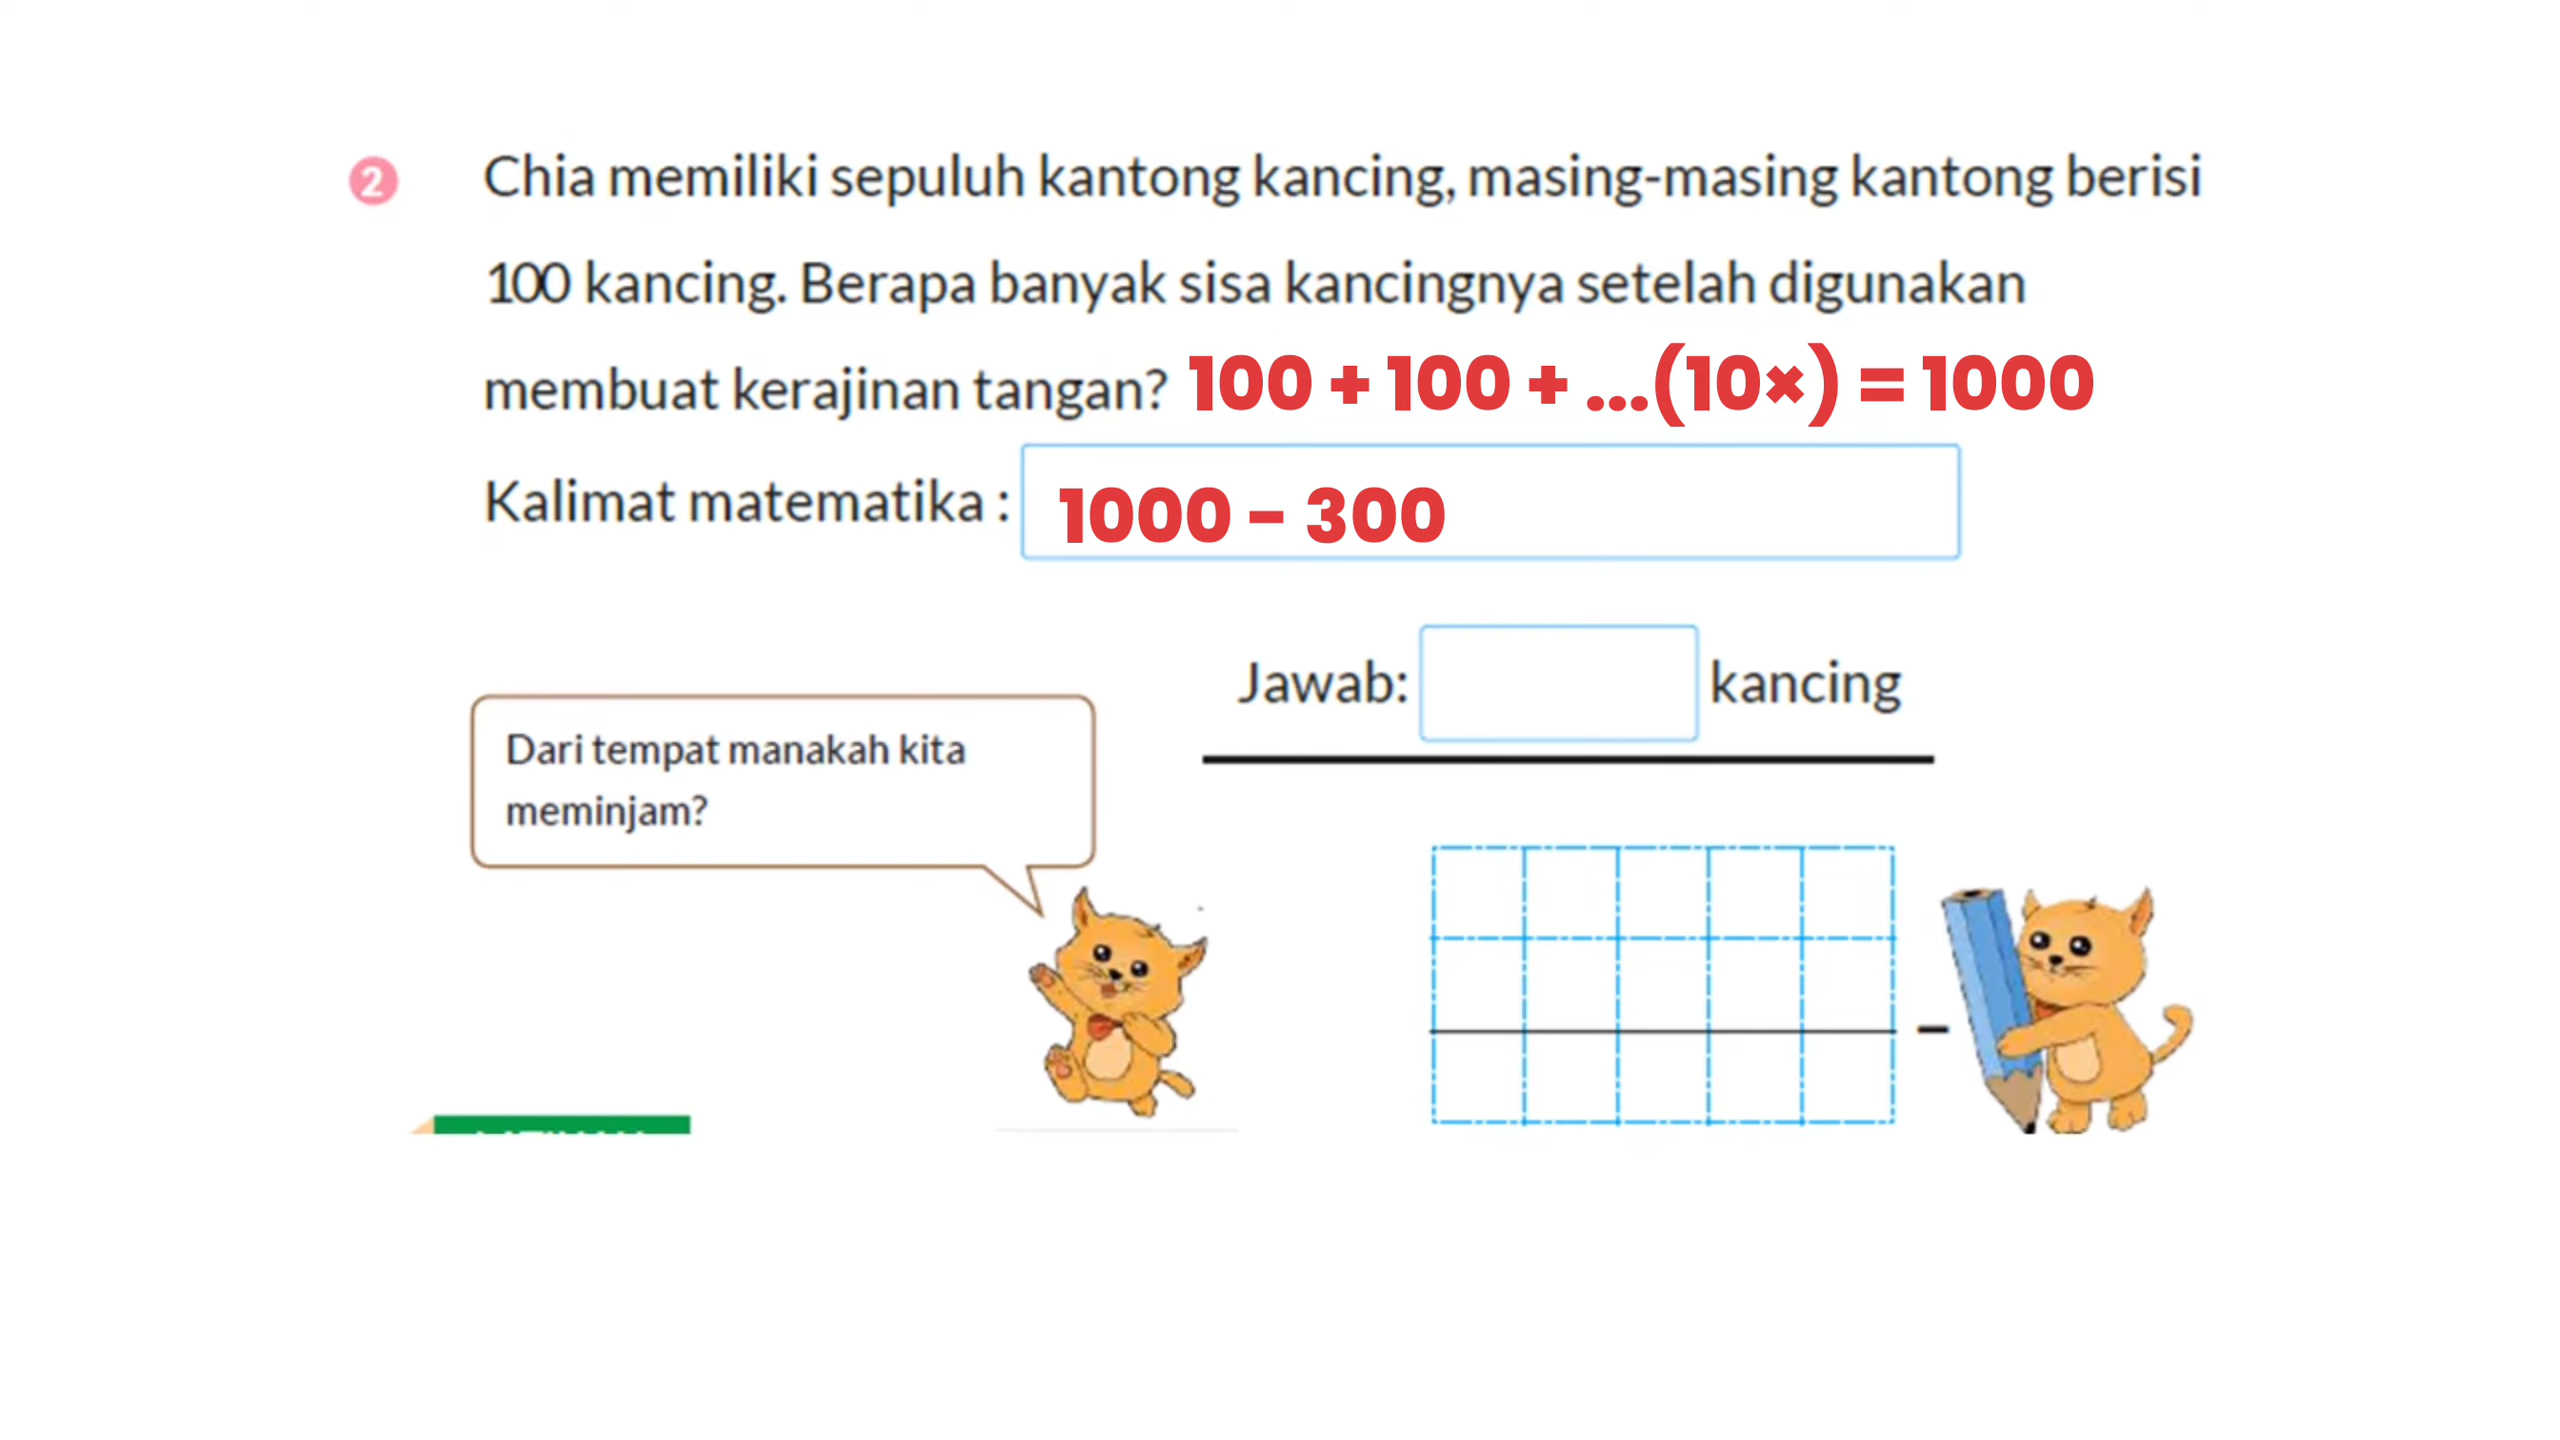 2 Chia memiliki sepuluh kantong kancing, masing-masing kantong berisi
100 kancing. Berapa banyak sisa kancingnya setelah digunakan
membuat kerajinan tangan? 100 + 100 + ...(10×) = 1000
Kalimat matematika : 1000 – 300
Jawab: kancing
Dari tempat manakah kita
meminjam?
–